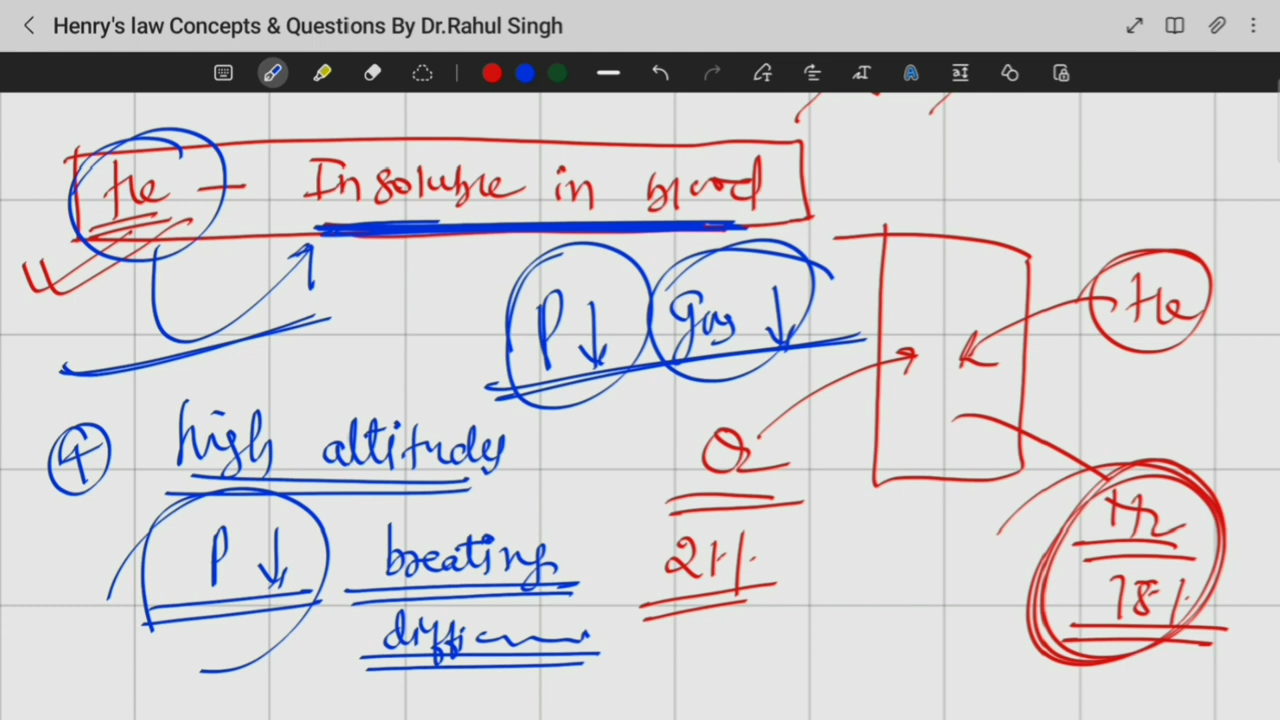 Henry's law Concepts & Questions By Dr.Rahul Singh
He - Insoluble in blood
P↓ Gas ↓
He
④ high altitudes
O2
21%
N2
78%
P ↓ breating